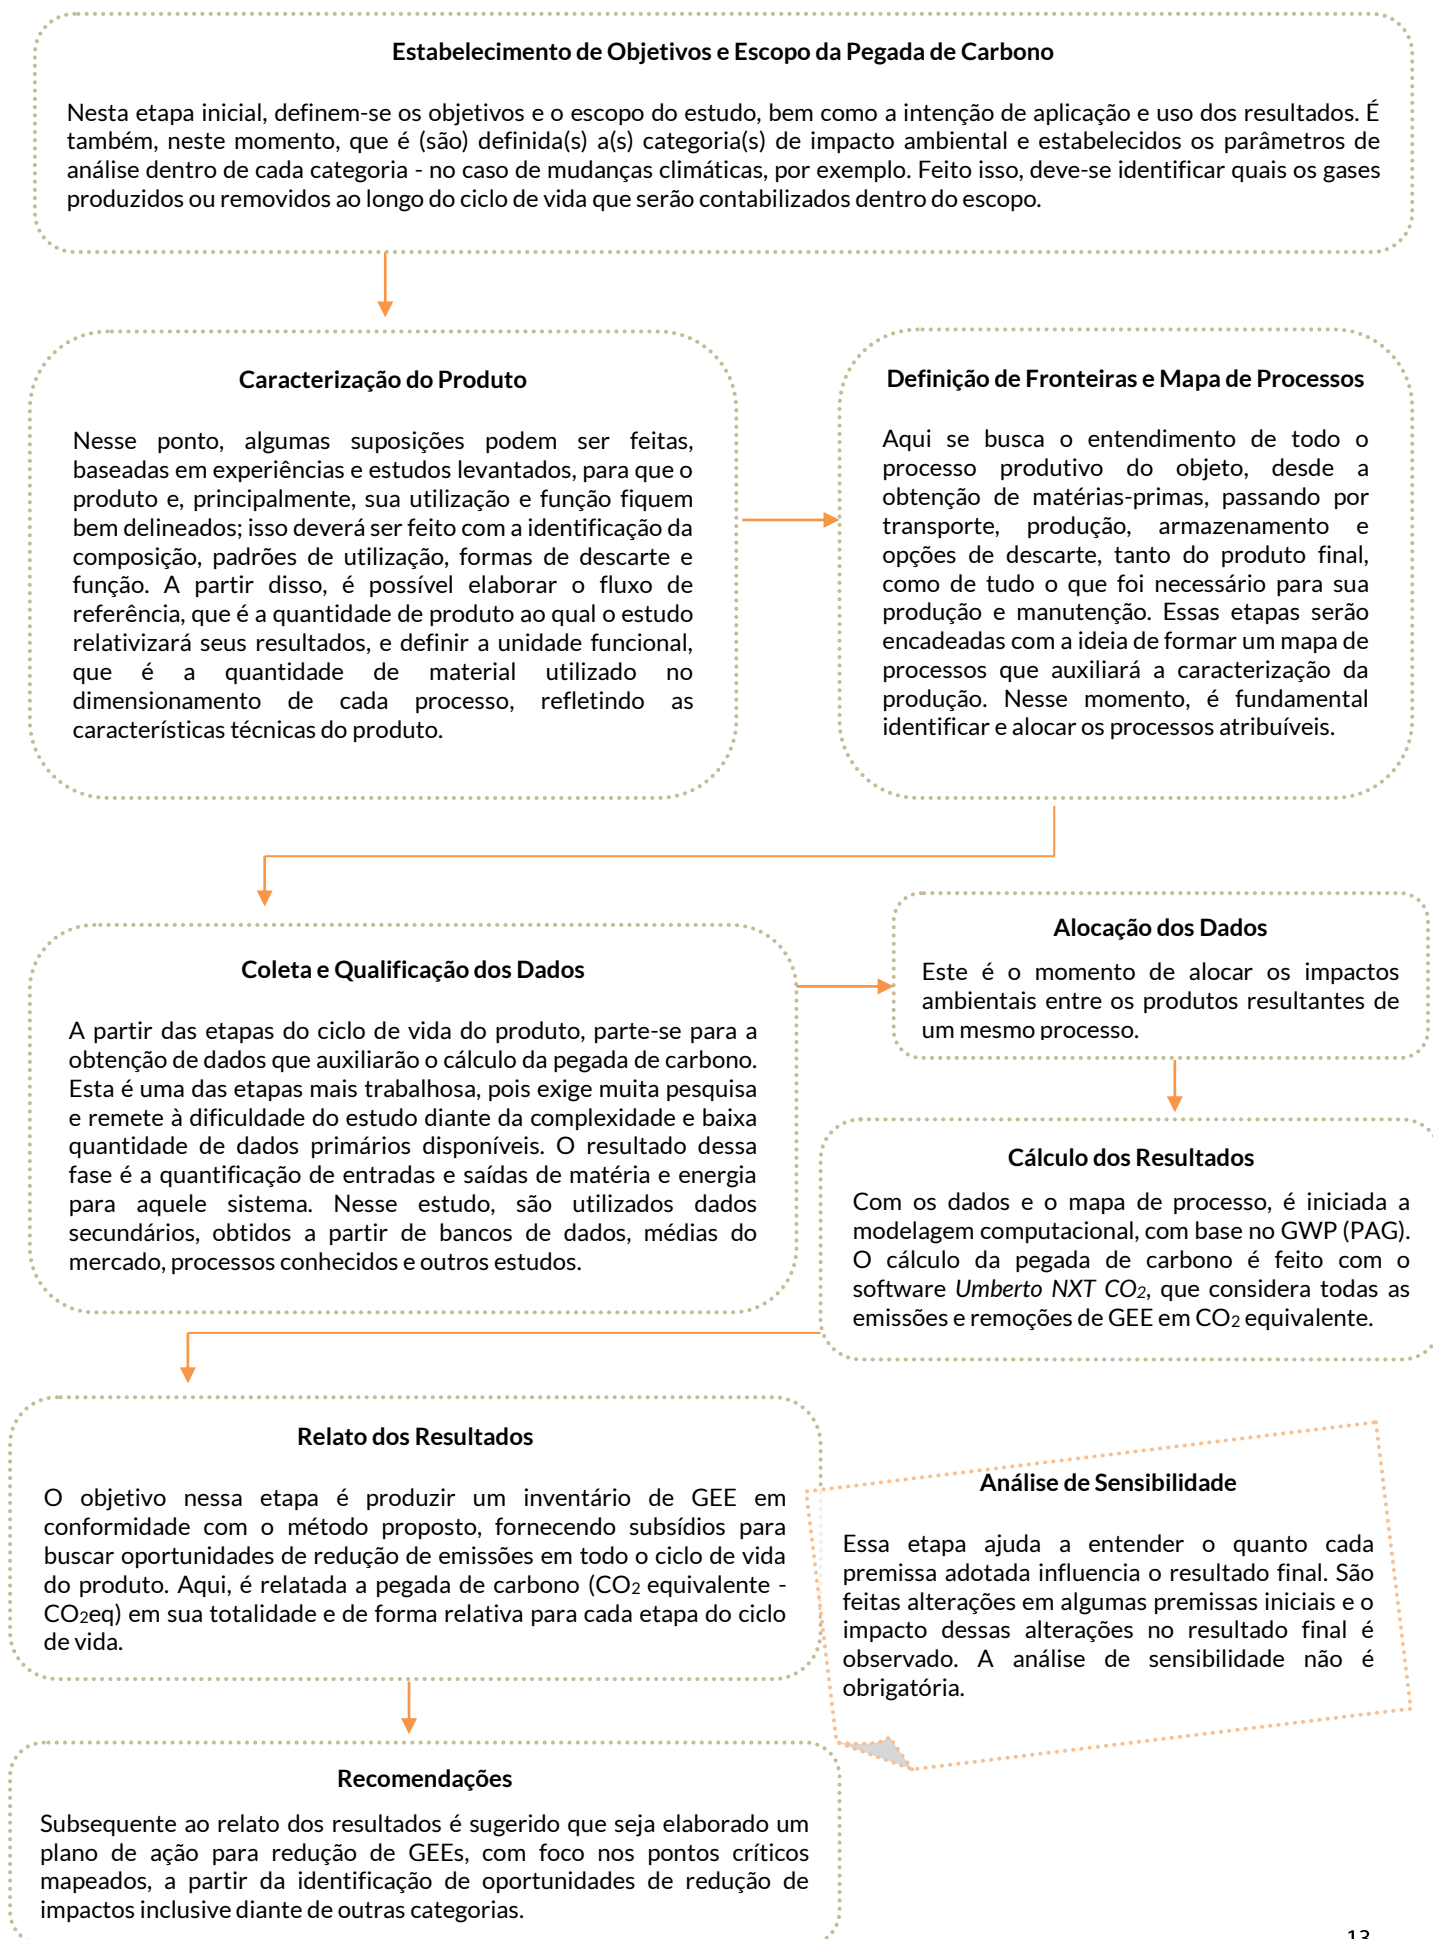 Estabelecimento de Objetivos e Escopo da Pegada de Carbono
Nesta etapa inicial, definem-se os objetivos e o escopo do estudo, bem como a intenção de aplicação e uso dos resultados. É
também, neste momento, que é (são) definida(s) a(s) categoria(s) de impacto ambiental e estabelecidos os parâmetros de
análise dentro de cada categoria - no caso de mudanças climáticas, por exemplo. Feito isso, deve-se identificar quais os gases
produzidos ou removidos ao longo do ciclo de vida que serão contabilizados dentro do escopo.
Caracterização do Produto
Nesse ponto, algumas suposições podem ser feitas,
baseadas em experiências e estudos levantados, para que o
produto e, principalmente, sua utilização e função fiquem
bem delineados; isso deverá ser feito com a identificação da
composição, padrões de utilização, formas de descarte e
função. A partir disso, é possível elaborar o fluxo de
referência, que é a quantidade de produto ao qual o estudo
relativizará seus resultados, e definir a unidade funcional,
que é a quantidade de material utilizado no
dimensionamento de cada processo, refletindo as
características técnicas do produto.
Definição de Fronteiras e Mapa de Processos
Aqui se busca o entendimento de todo o
processo produtivo do objeto, desde a
obtenção de matérias-primas, passando por
transporte, produção, armazenamento e
opções de descarte, tanto do produto final,
como de tudo o que foi necessário para sua
produção e manutenção. Essas etapas serão
encadeadas com a ideia de formar um mapa de
processos que auxiliará a caracterização da
produção. Nesse momento, é fundamental
identificar e alocar os processos atribuíveis.
Coleta e Qualificação dos Dados
A partir das etapas do ciclo de vida do produto, parte-se para a
obtenção de dados que auxiliarão o cálculo da pegada de carbono.
Esta é uma das etapas mais trabalhosa, pois exige muita pesquisa
e remete à dificuldade do estudo diante da complexidade e baixa
quantidade de dados primários disponíveis. O resultado dessa
fase é a quantificação de entradas e saídas de matéria e energia
para aquele sistema. Nesse estudo, são utilizados dados
secundários, obtidos a partir de bancos de dados, médias do
mercado, processos conhecidos e outros estudos.
Alocação dos Dados
Este é o momento de alocar os impactos
ambientais entre os produtos resultantes de
um mesmo processo.
Cálculo dos Resultados
Com os dados e o mapa de processo, é iniciada a
modelagem computacional, com base no GWP (PAG).
O cálculo da pegada de carbono é feito com o
software Umberto NXT CO2, que considera todas as
emissões e remoções de GEE em CO2 equivalente.
Relato dos Resultados
O objetivo nessa etapa é produzir um inventário de GEE em
conformidade com o método proposto, fornecendo subsídios para
buscar oportunidades de redução de emissões em todo o ciclo de vida
do produto. Aqui, é relatada a pegada de carbono (CO2 equivalente -
CO2eq) em sua totalidade e de forma relativa para cada etapa do ciclo
de vida.
Análise de Sensibilidade
Essa etapa ajuda a entender o quanto cada
premissa adotada influencia o resultado final. São
feitas alterações em algumas premissas iniciais e o
impacto dessas alterações no resultado final é
observado. A análise de sensibilidade não é
obrigatória.
Recomendações
Subsequente ao relato dos resultados é sugerido que seja elaborado um
plano de ação para redução de GEEs, com foco nos pontos críticos
mapeados, a partir da identificação de oportunidades de redução de
impactos inclusive diante de outras categorias.
13